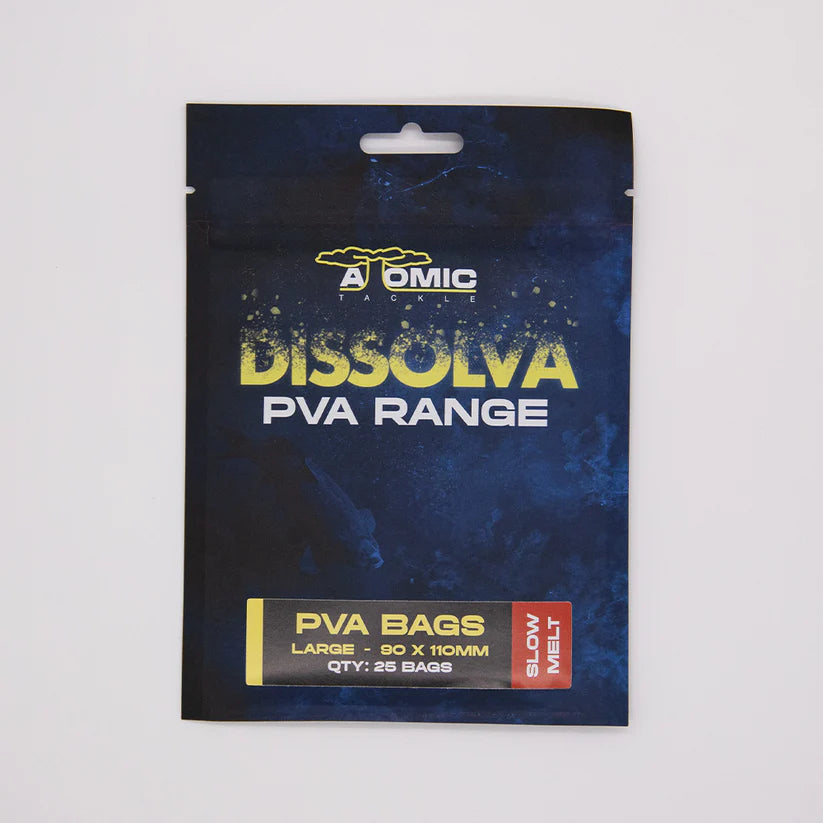 ATOMIC
TACKLE
DISSOLVA
PVA RANGE
PVA BAGS
LARGE - 90 X 110MM
QTY: 25 BAGS
SLOW
MELT